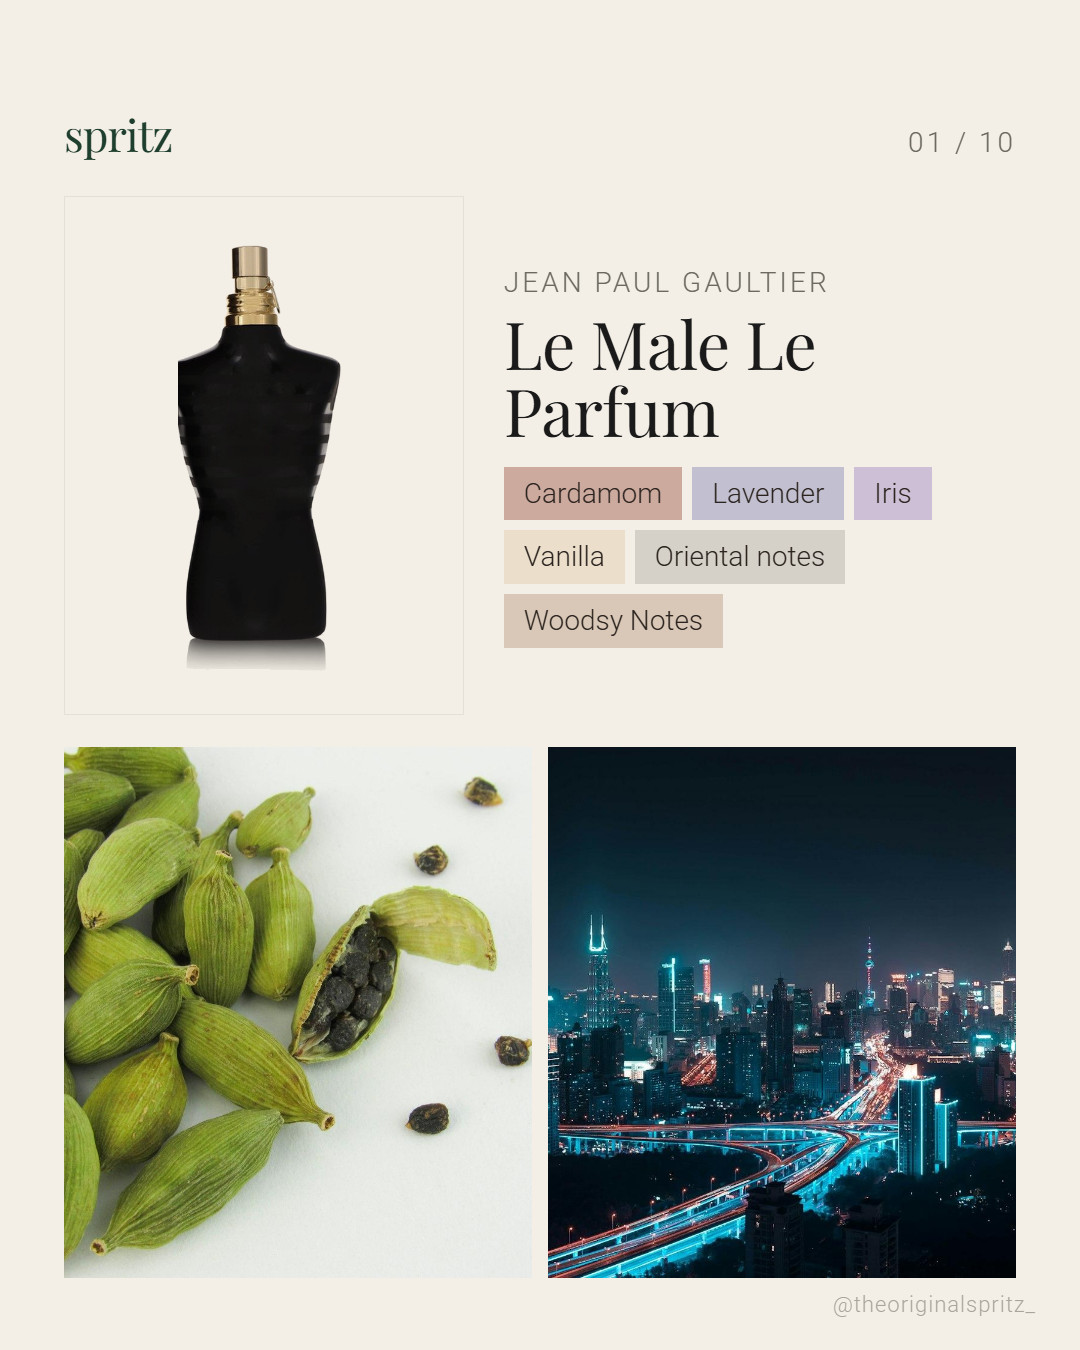 spritz
01 / 10
JEAN PAUL GAULTIER
Le Male Le
Parfum
Cardamom Lavender Iris
Vanilla Oriental notes
Woodsy Notes
@theoriginalspritz_